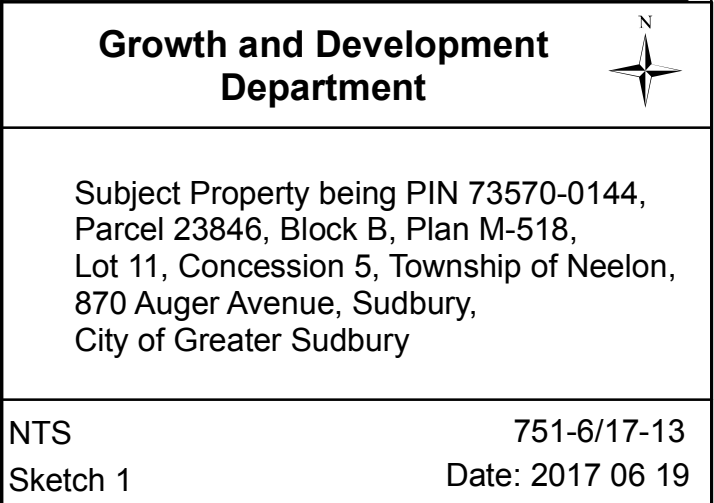 Growth and Development
Department
N
Subject Property being PIN 73570-0144,
Parcel 23846, Block B, Plan M-518,
Lot 11, Concession 5, Township of Neelon,
870 Auger Avenue, Sudbury,
City of Greater Sudbury
NTS
751-6/17-13
Sketch 1
Date: 2017 06 19